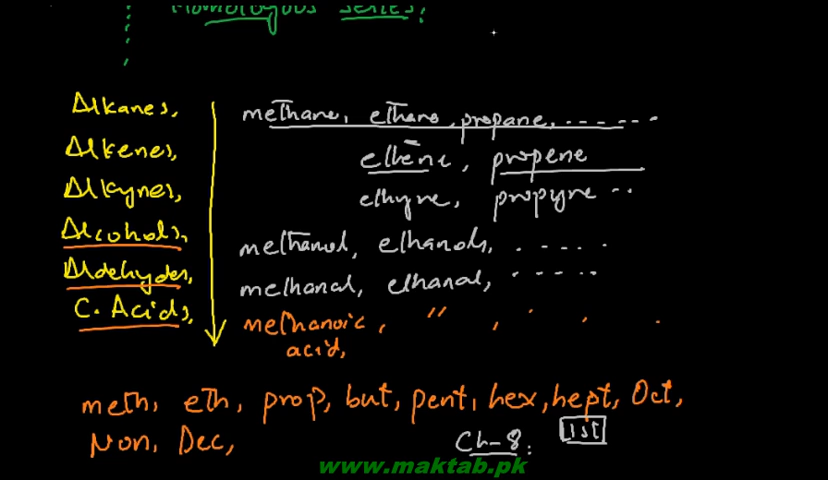 Homologous series:
Alkanes, methane, ethane, propane, ......
Alkenes, ethene, propene
Alkynes, ethyne, propyne ..
Alcohols, methanol, ethanol, .....
Aldehydes, methanal, ethanal, .....
C. Acids, methanoic acid, " , ' , .
meth, eth, prop, but, pent, hex, hept, Oct,
Non, Dec, Ch-8: List
www.maktab.pk